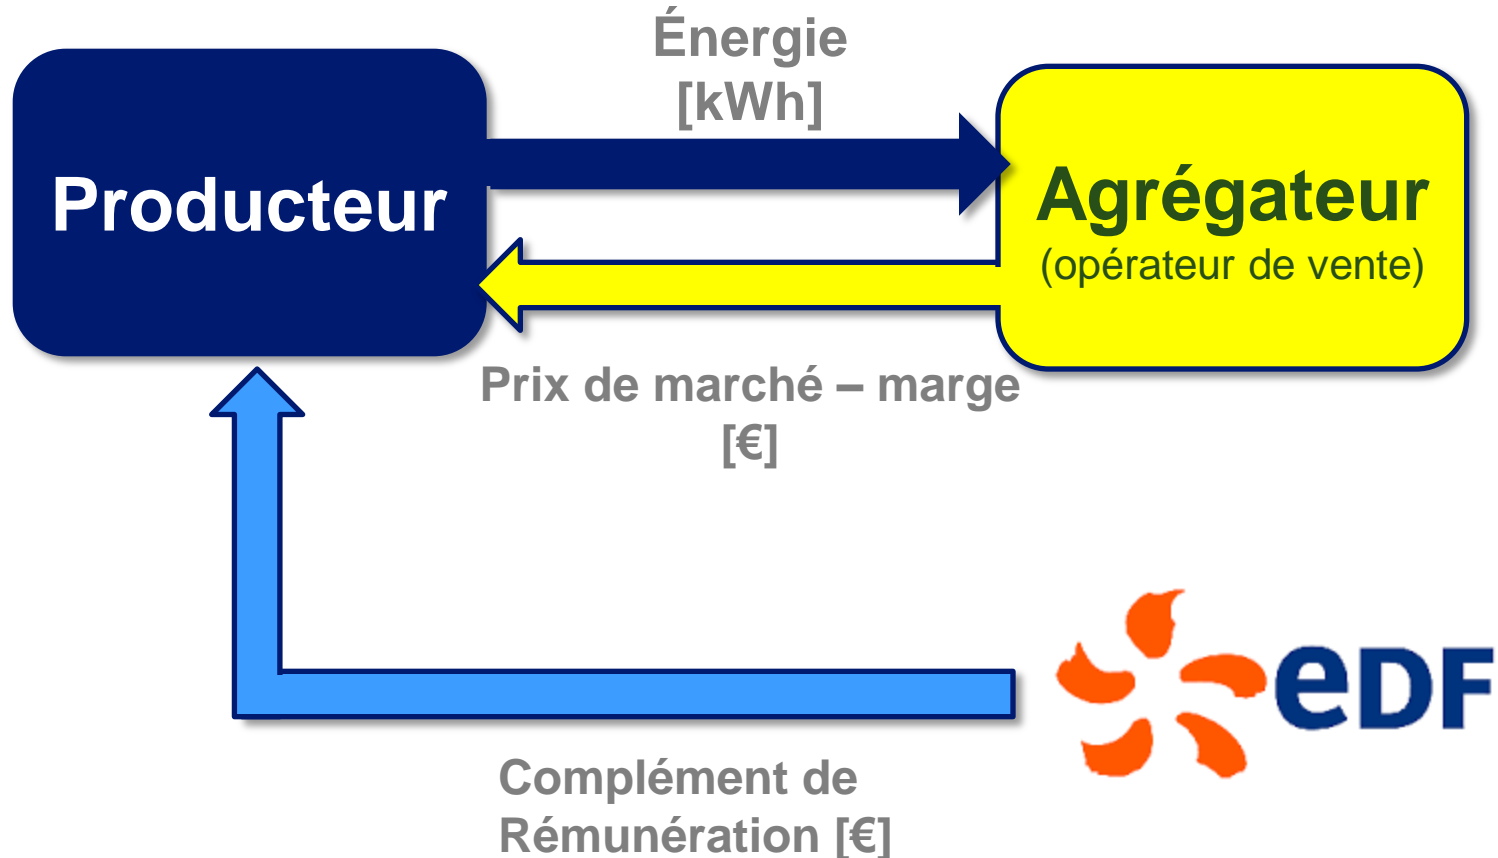 Énergie
[kWh]
Producteur
Agrégateur
(opérateur de vente)
Prix de marché – marge
[€]
eDF
Complément de
Rémunération [€]